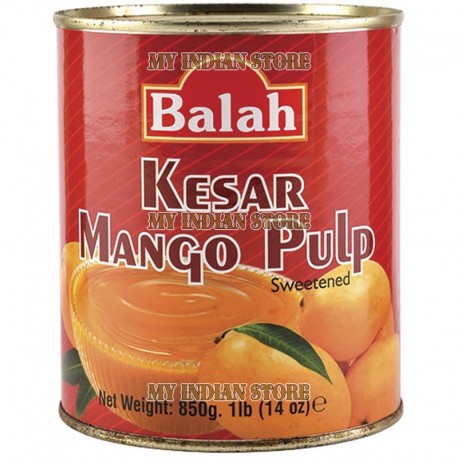 MY INDIAN STORE
Balah
KESAR
MY INDIAN STORE
MANGO PULP
Sweetened
MY INDIAN STORE
Net Weight: 850g. 1lb (14 oz)℮